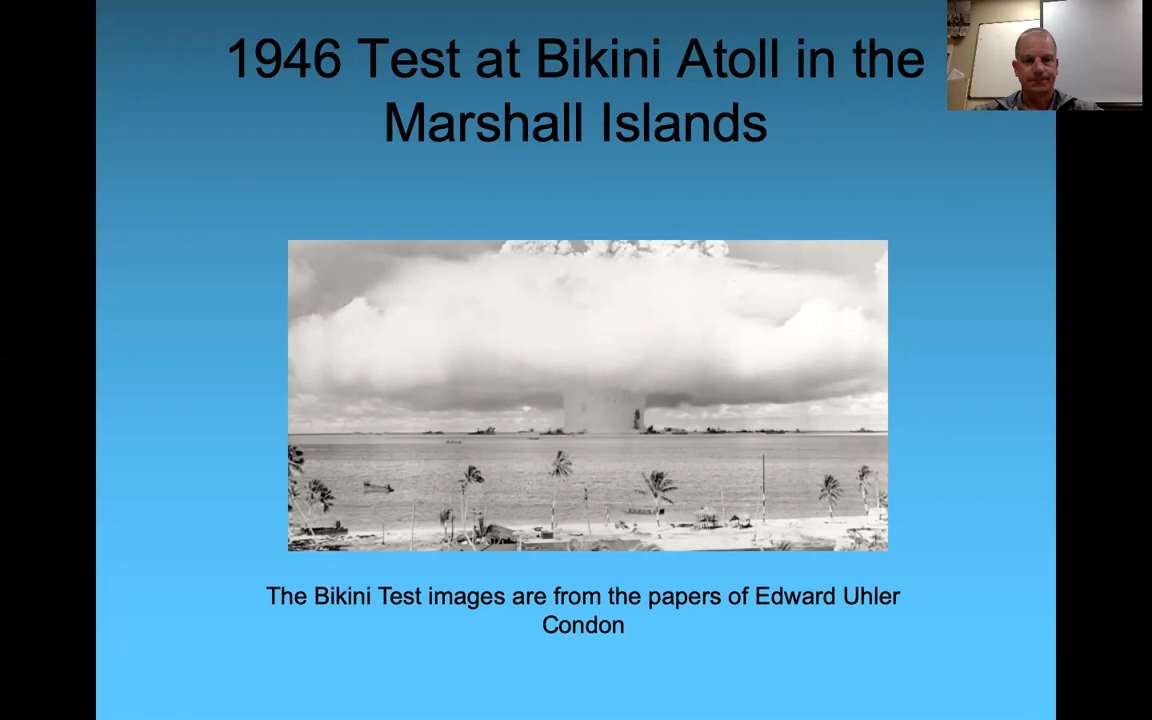 1946 Test at Bikini Atoll in the
Marshall Islands
The Bikini Test images are from the papers of Edward Uhler
Condon